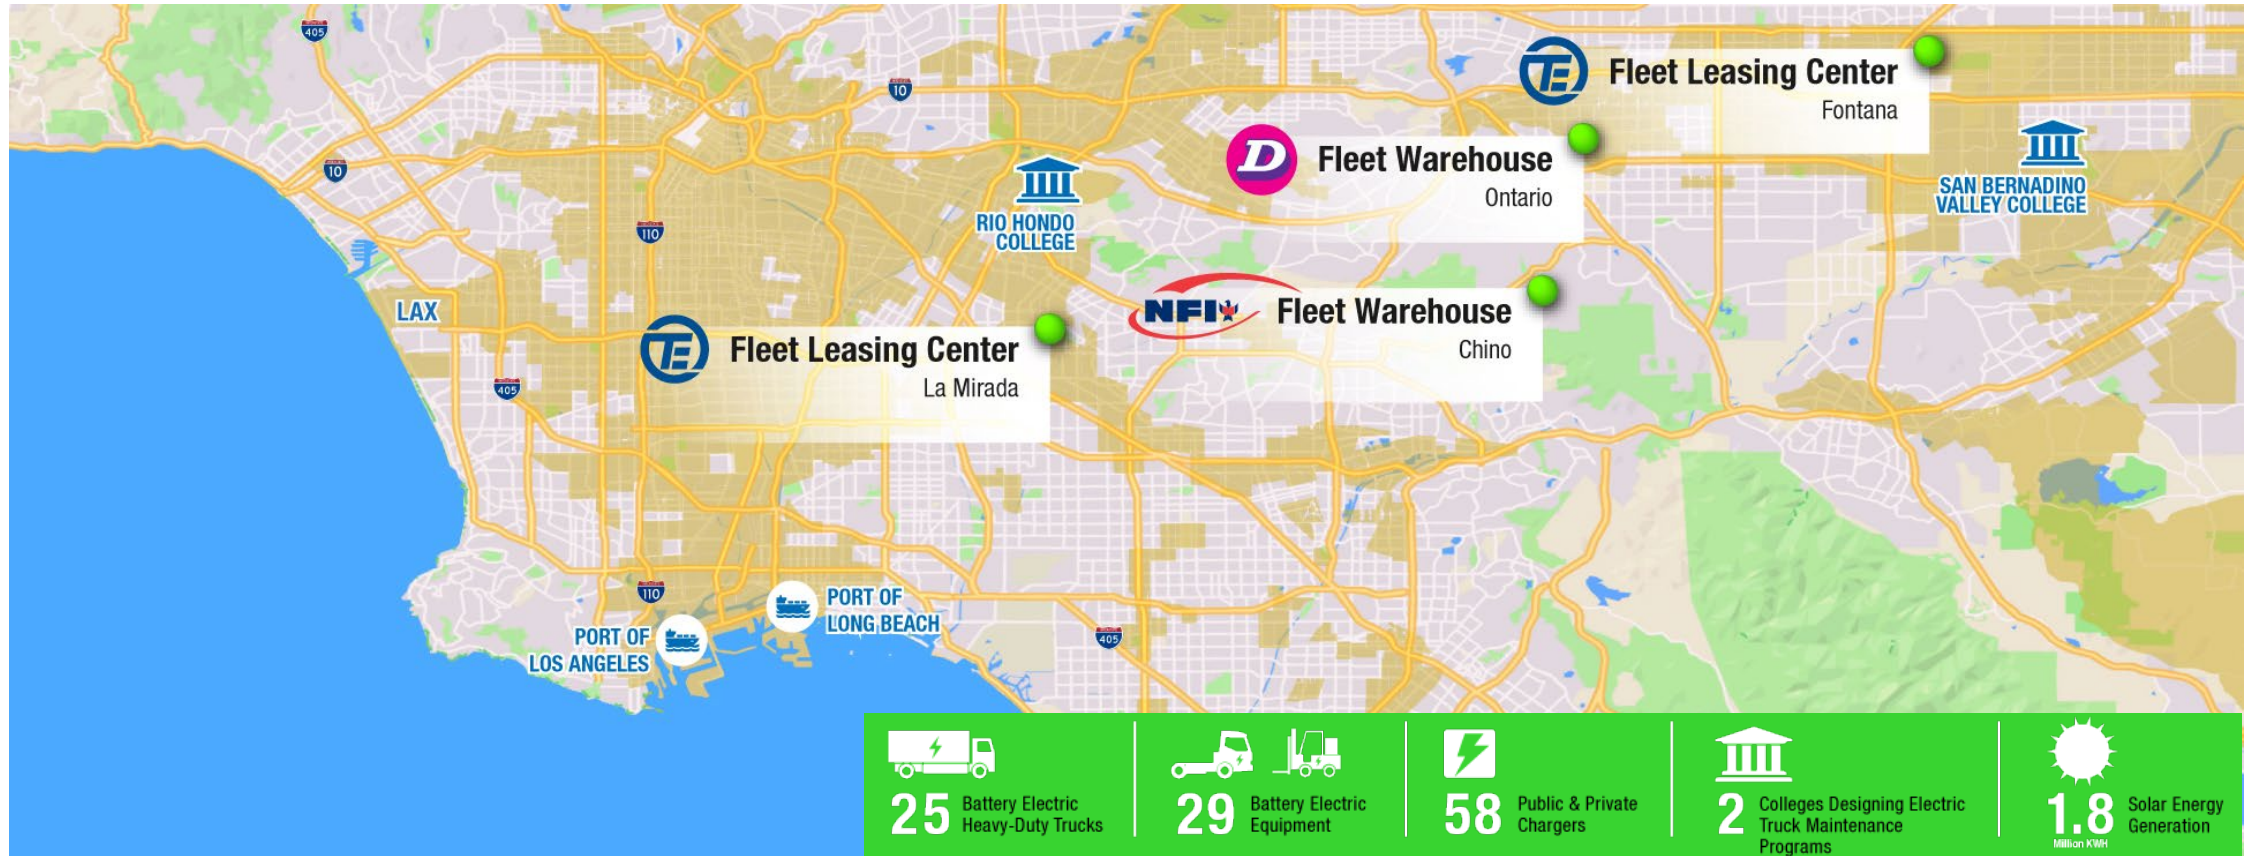 405
TE
Fleet Leasing Center
Fontana
10
D
Fleet Warehouse
Ontario
SAN BERNADINO
VALLEY COLLEGE
10
RIO HONDO
COLLEGE
110
NFI
Fleet Warehouse
Chino
LAX
TE
Fleet Leasing Center
La Mirada
405
110
PORT OF
LONG BEACH
PORT OF
LOS ANGELES
405
25
Battery Electric
Heavy-Duty Trucks
29
Battery Electric
Equipment
58
Public & Private
Chargers
2
Colleges Designing Electric
Truck Maintenance
Programs
1.8
Million KWH
Solar Energy
Generation